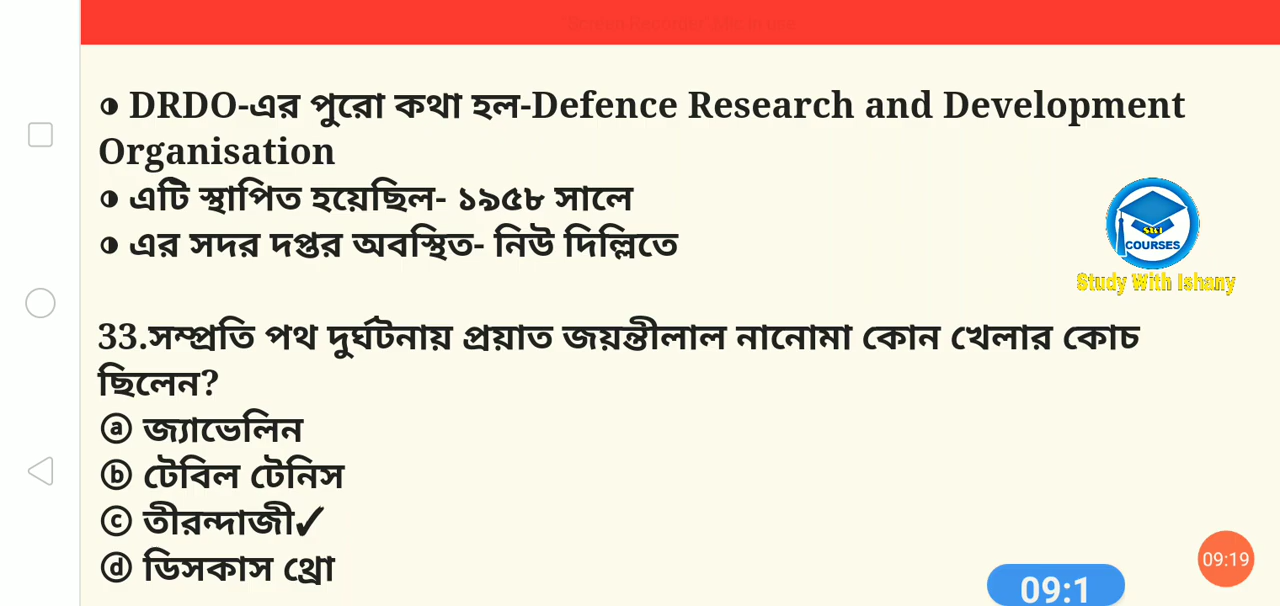 ◑ DRDO-এর পুরো কথা হল-Defence Research and Development
Organisation
◑ এটি স্থাপিত হয়েছিল- ১৯৫৮ সালে
◑ এর সদর দপ্তর অবস্থিত- নিউ দিল্লিতে
COURSES
Study With Ishany
33.সম্প্রতি পথ দুর্ঘটনায় প্রয়াত জয়ন্তীলাল নানোমা কোন খেলার কোচ
ছিলেন?
ⓐ জ্যাভেলিন
ⓑ টেবিল টেনিস
ⓒ তীরন্দাজী✓
ⓓ ডিসকাস থ্রো
09:19
09:1